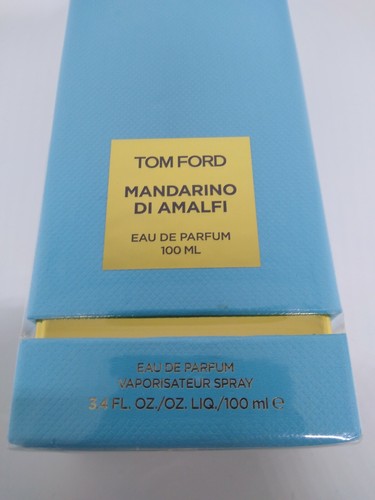 TOM FORD
MANDARINO
DI AMALFI
EAU DE PARFUM
100 ML
EAU DE PARFUM
VAPORISATEUR SPRAY
3.4 FL. OZ./OZ. LIQ./100 ml ℮